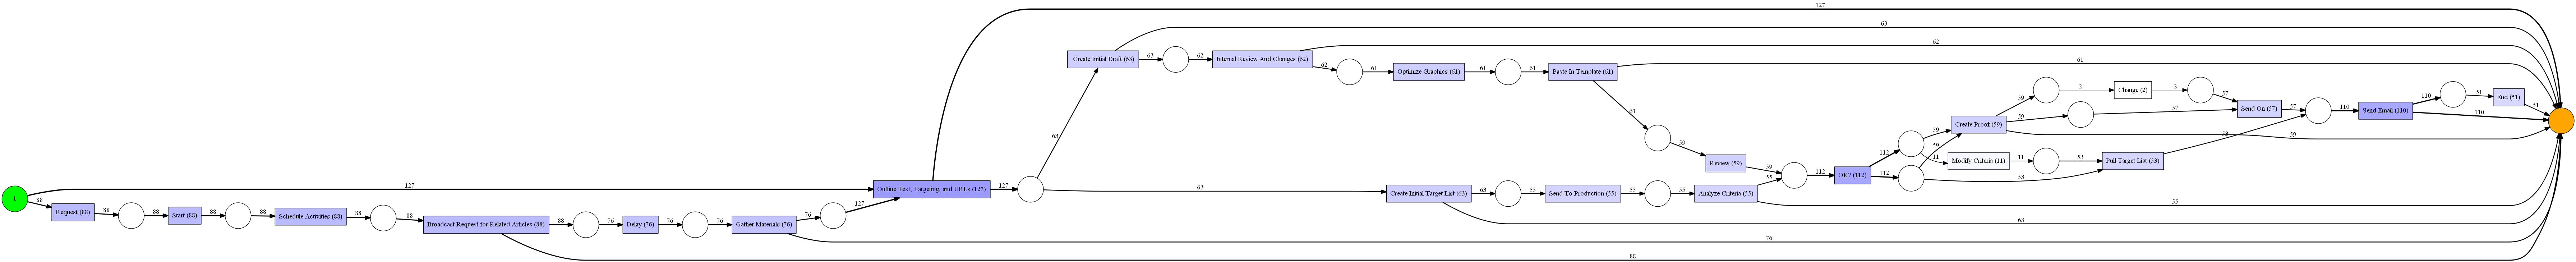 127
63
62
61
1
88
Request (88)
88
88
Start (88)
88
88
Schedule Activities (88)
88
88
Broadcast Request for Related Articles (88)
88
76
Delay (76)
76
76
Gather Materials (76)
76
127
127
Outline Text, Targeting, and URLs (127)
127
63
Create Initial Draft (63)
63
62
Internal Review And Changes (62)
62
61
Optimize Graphics (61)
61
61
Paste In Template (61)
61
59
Review (59)
59
63
Create Initial Target List (63)
63
55
Send To Production (55)
55
55
Analyze Criteria (55)
55
112
OK? (112)
112
112
59
11
59
53
Create Proof (59)
59
59
2
Change (2)
2
57
57
Modify Criteria (11)
11
53
Pull Target List (53)
53
59
Send On (57)
57
110
Send Email (110)
110
110
51
End (51)
51
55
63
76
88